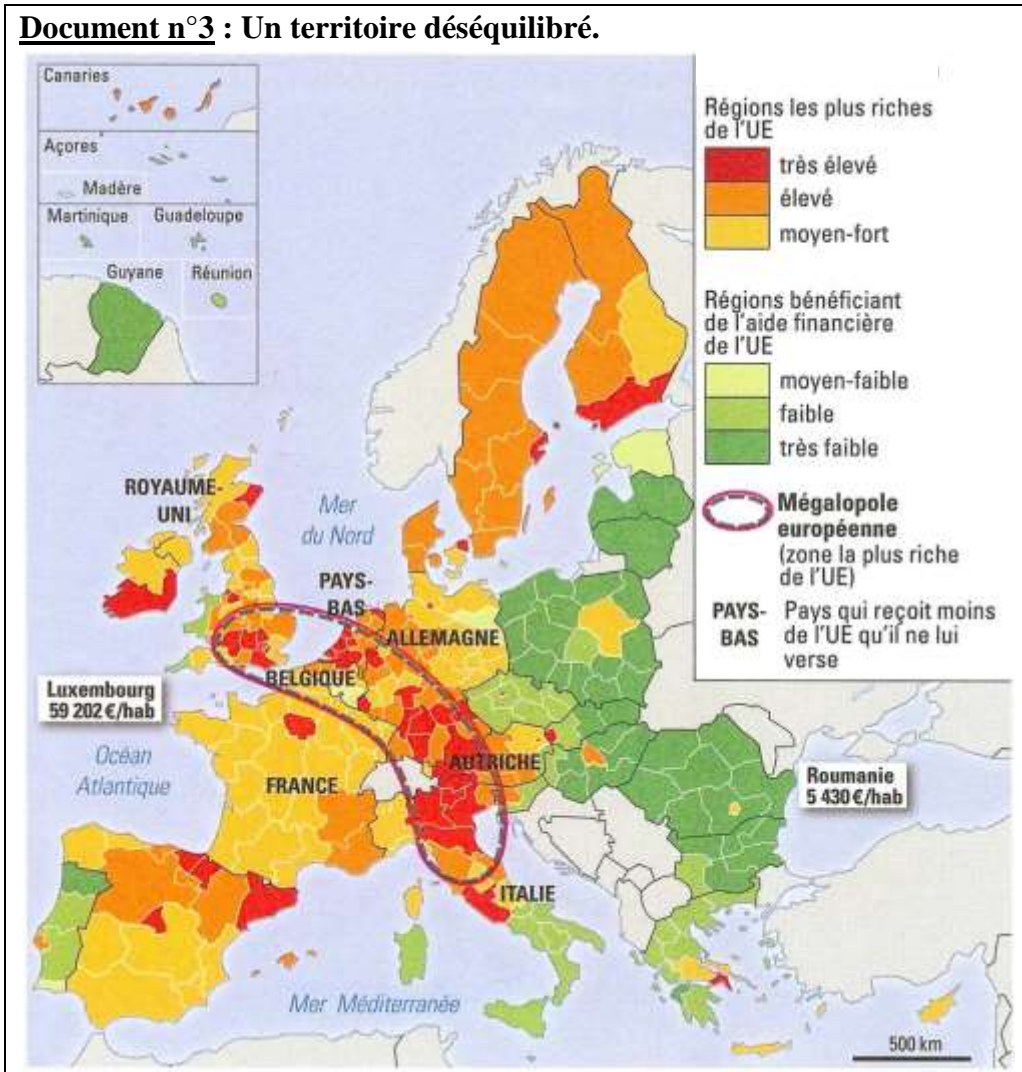 Document n°3 : Un territoire déséquilibré.
Canaries
Açores
Madère
Martinique
Guadeloupe
Guyane
Réunion
Régions les plus riches
de l'UE
très élevé
élevé
moyen-fort
Régions bénéficiant
de l'aide financière
de l'UE
moyen-faible
faible
très faible
Mégalopole
européenne
(zone la plus riche
de l'UE)
PAYS-
BAS
Pays qui reçoit moins
de l'UE qu'il ne lui
verse
ROYAUME-
UNI
Mer
du Nord
PAYS-
BAS
ALLEMAGNE
BELGIQUE
Luxembourg
59 202 €/hab
Océan
Atlantique
FRANCE
AUTRICHE
Roumanie
5 430 €/hab
ITALIE
Mer Méditerranée
500 km